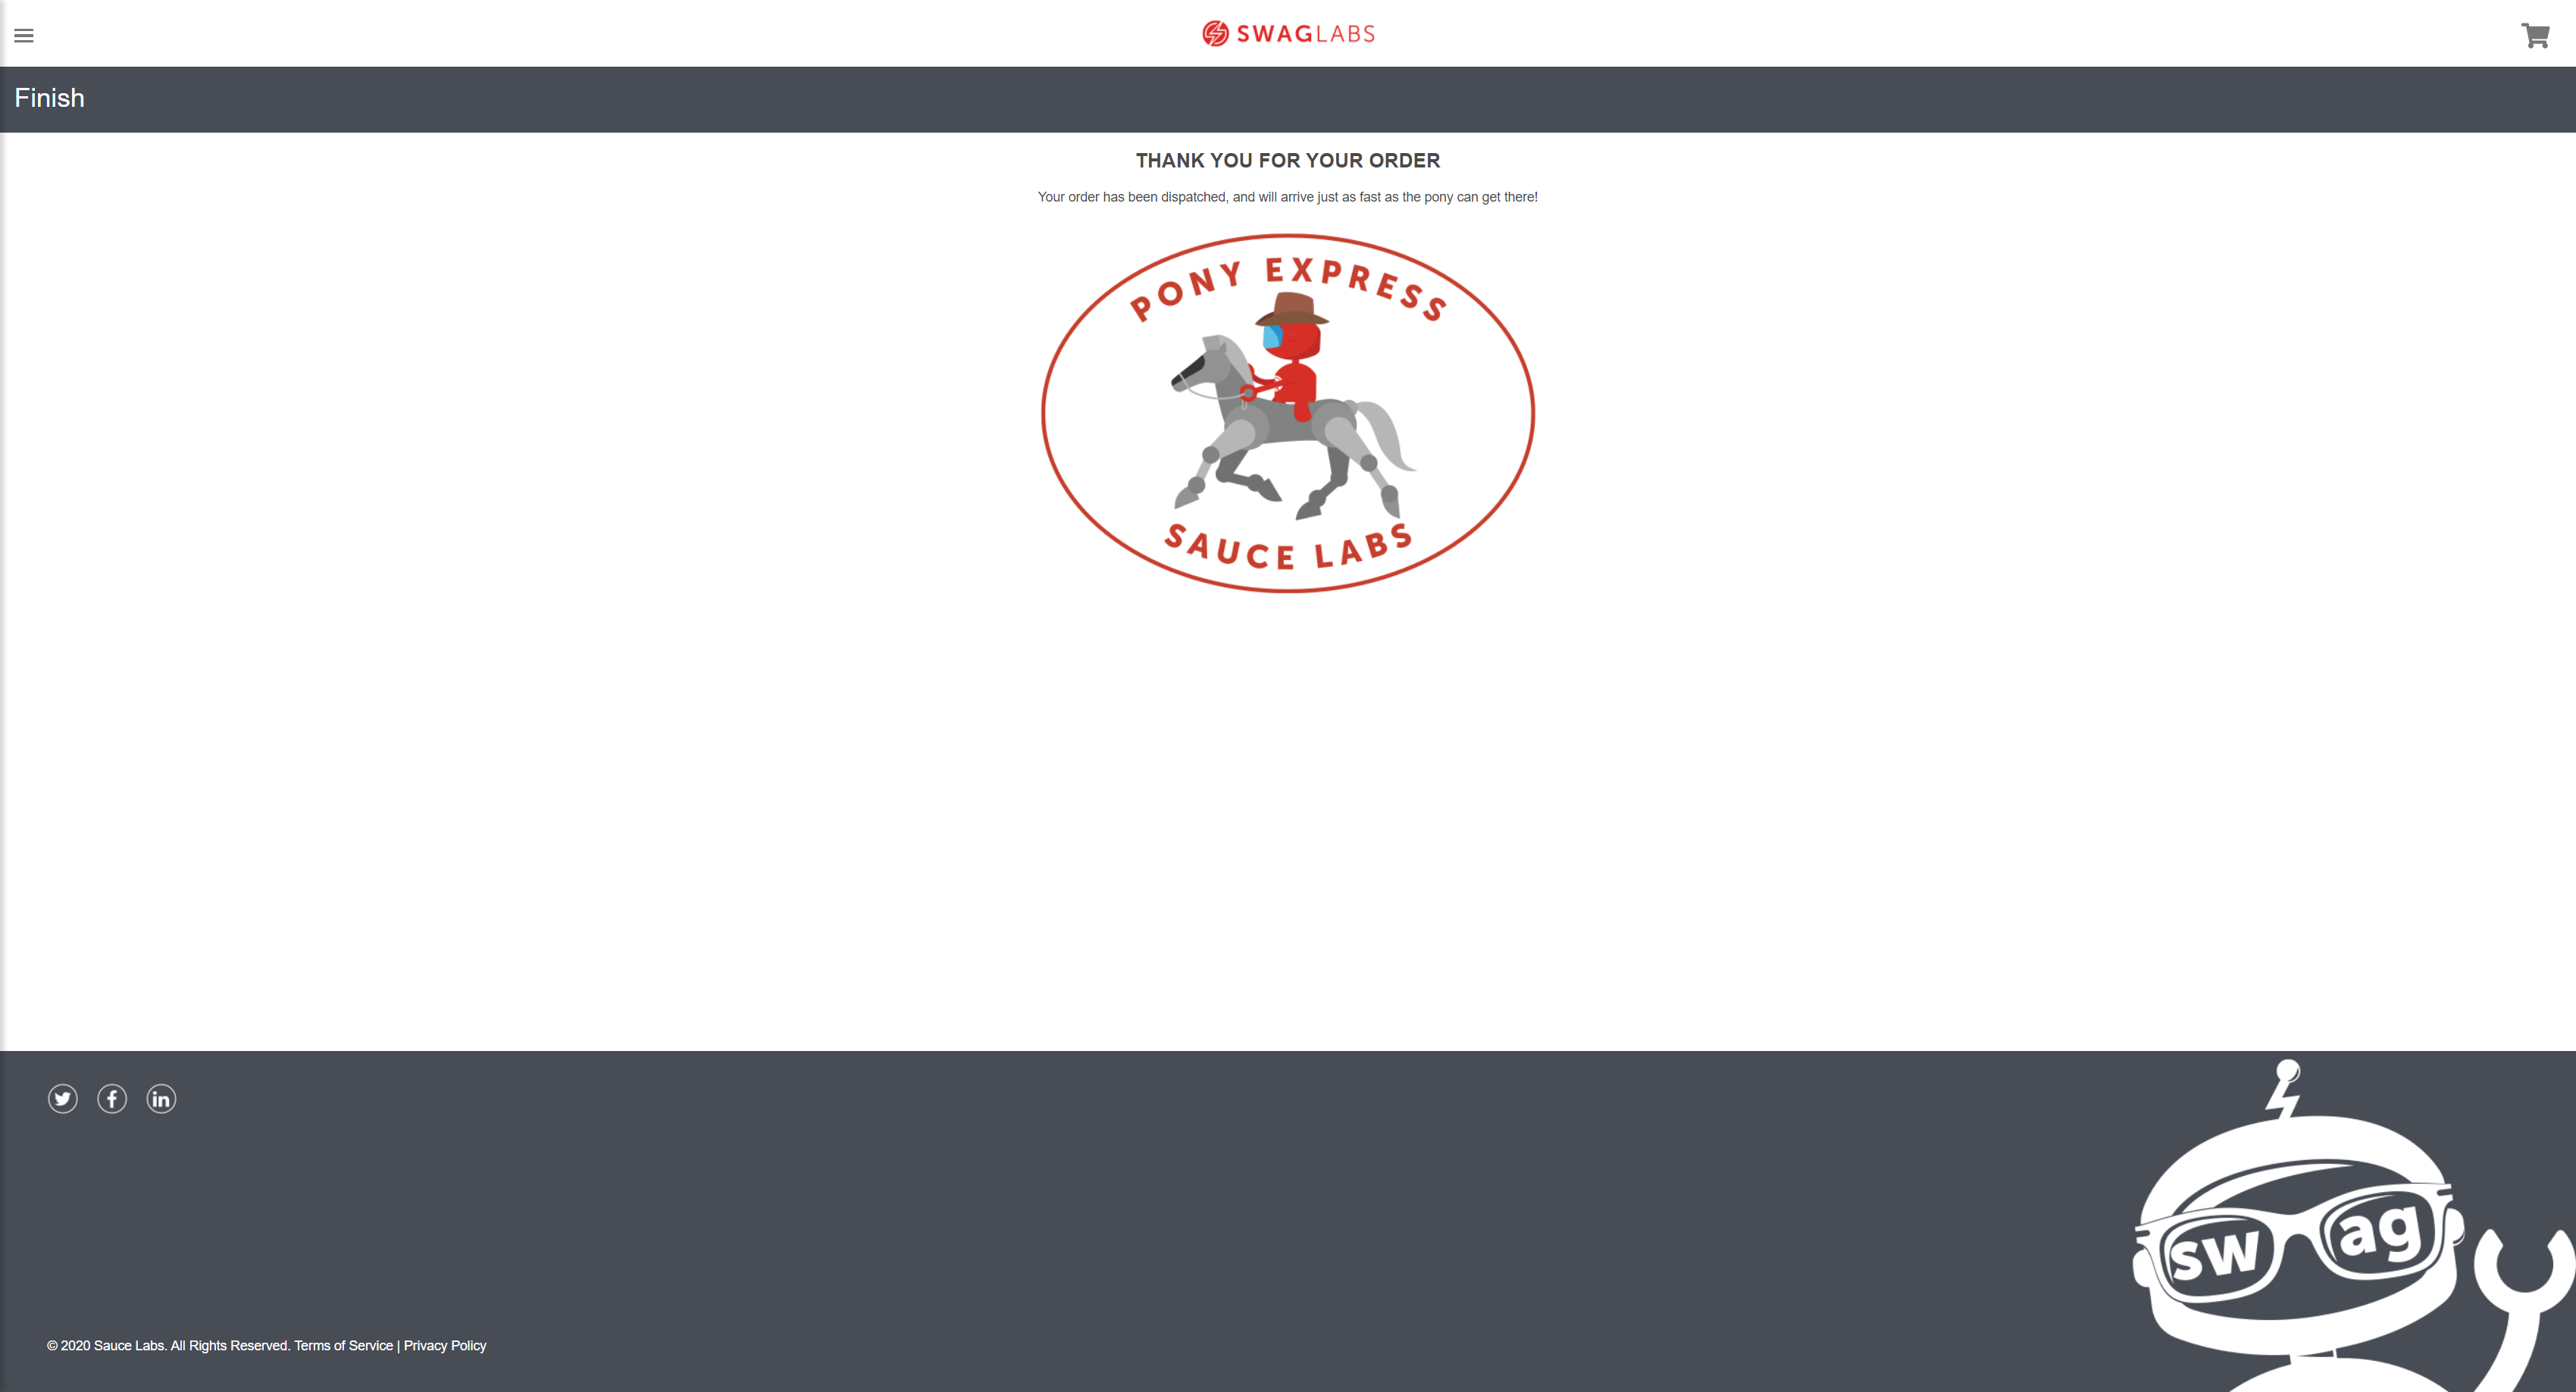 SWAGLABS
Finish
THANK YOU FOR YOUR ORDER
Your order has been dispatched, and will arrive just as fast as the pony can get there!
PONY EXPRESS
SAUCE LABS
sw ag
© 2020 Sauce Labs. All Rights Reserved. Terms of Service | Privacy Policy